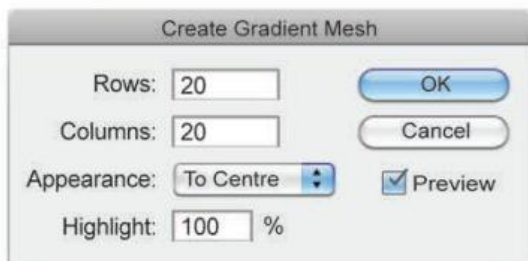 Create Gradient Mesh
Rows: 20 OK
Columns: 20 Cancel
Appearance: To Centre Preview
Highlight: 100 %